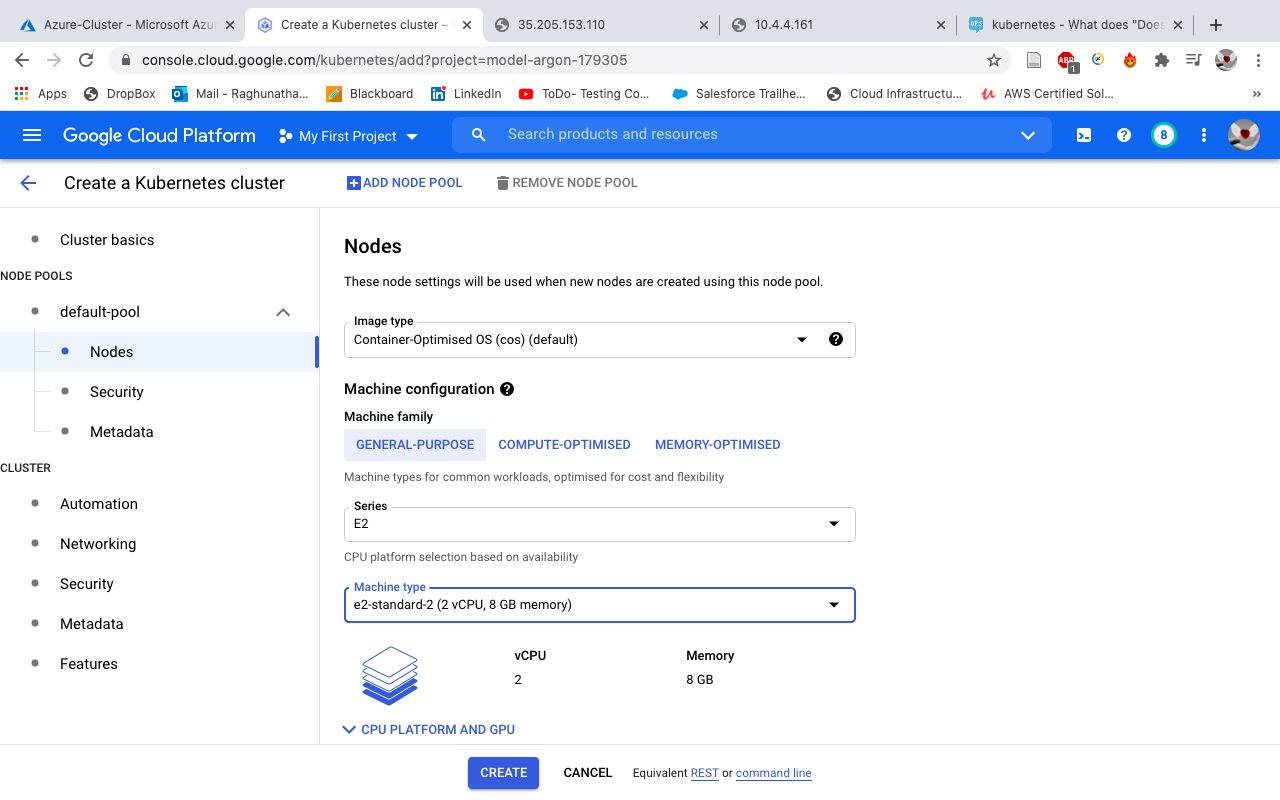 Azure-Cluster - Microsoft Azu
Create a Kubernetes cluster –
35.205.153.110
10.4.4.161
kubernetes - What does "Does
console.cloud.google.com/kubernetes/add?project=model-argon-179305
ABP
1
Apps
DropBox
Mail - Raghunatha...
Blackboard
LinkedIn
ToDo- Testing Co...
Salesforce Trailhe...
Cloud Infrastructu...
AWS Certified Sol...
»
Google Cloud Platform
My First Project
Search products and resources
8
Create a Kubernetes cluster
ADD NODE POOL
REMOVE NODE POOL
Cluster basics
NODE POOLS
default-pool
Nodes
Security
Metadata
CLUSTER
Automation
Networking
Security
Metadata
Features
Nodes
These node settings will be used when new nodes are created using this node pool.
Image type
Container-Optimised OS (cos) (default)
Machine configuration
Machine family
GENERAL-PURPOSE
COMPUTE-OPTIMISED
MEMORY-OPTIMISED
Machine types for common workloads, optimised for cost and flexibility
Series
E2
CPU platform selection based on availability
Machine type
e2-standard-2 (2 vCPU, 8 GB memory)
vCPU
Memory
2
8 GB
CPU PLATFORM AND GPU
CREATE
CANCEL
Equivalent REST or command line